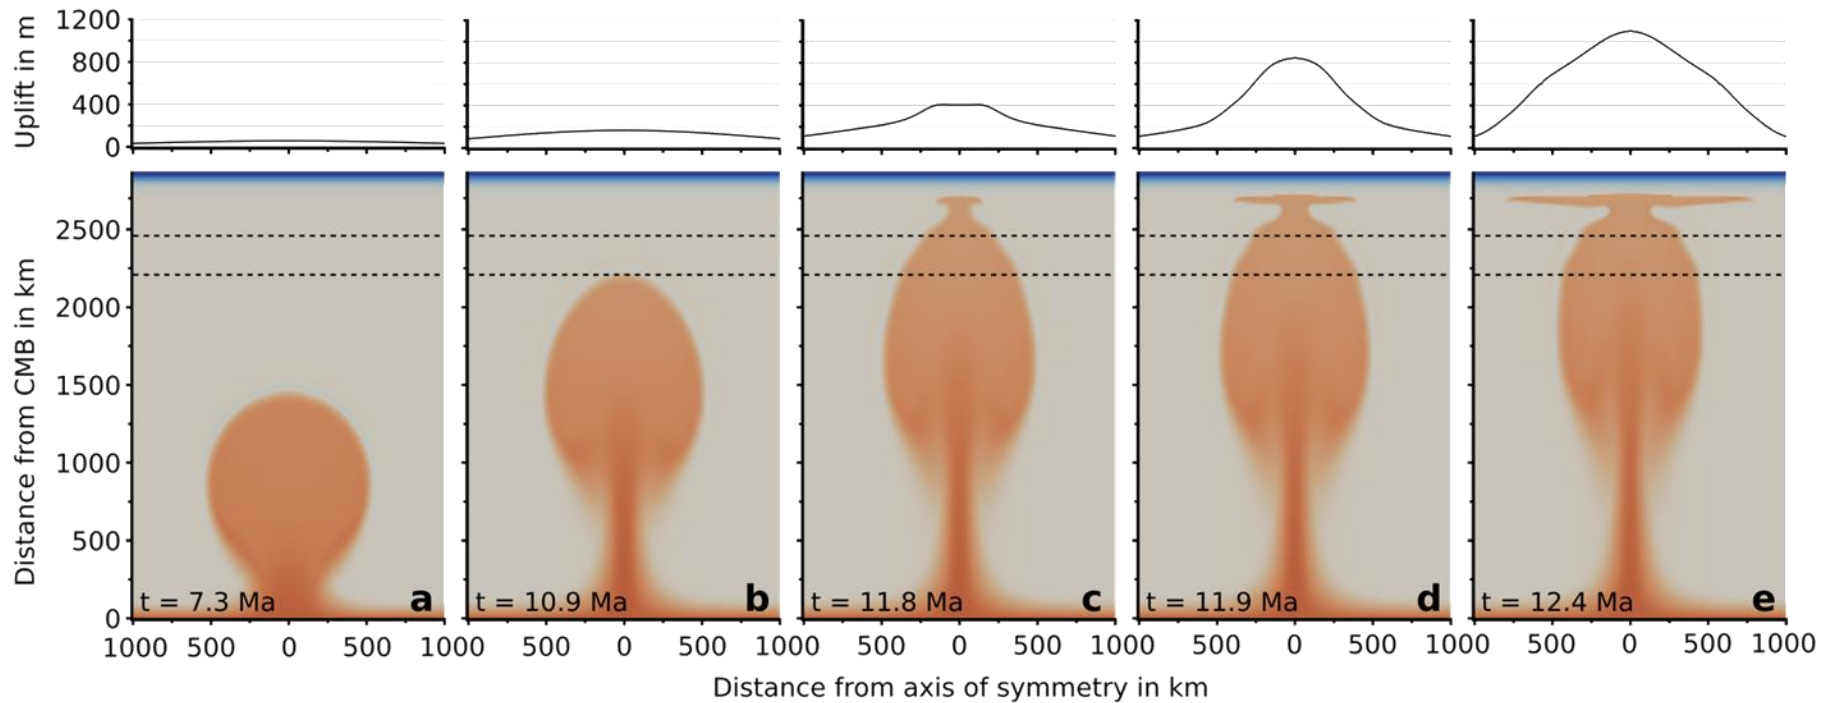 Uplift in m
1200
800
400
0
Distance from CMB in km
2500
2000
1500
1000
500
0
t = 7.3 Ma a
t = 10.9 Ma b
t = 11.8 Ma c
t = 11.9 Ma d
t = 12.4 Ma e
1000 500 0 500 1000 500 0 500 1000 500 0 500 1000 500 0 500 1000 500 0 500 1000
Distance from axis of symmetry in km